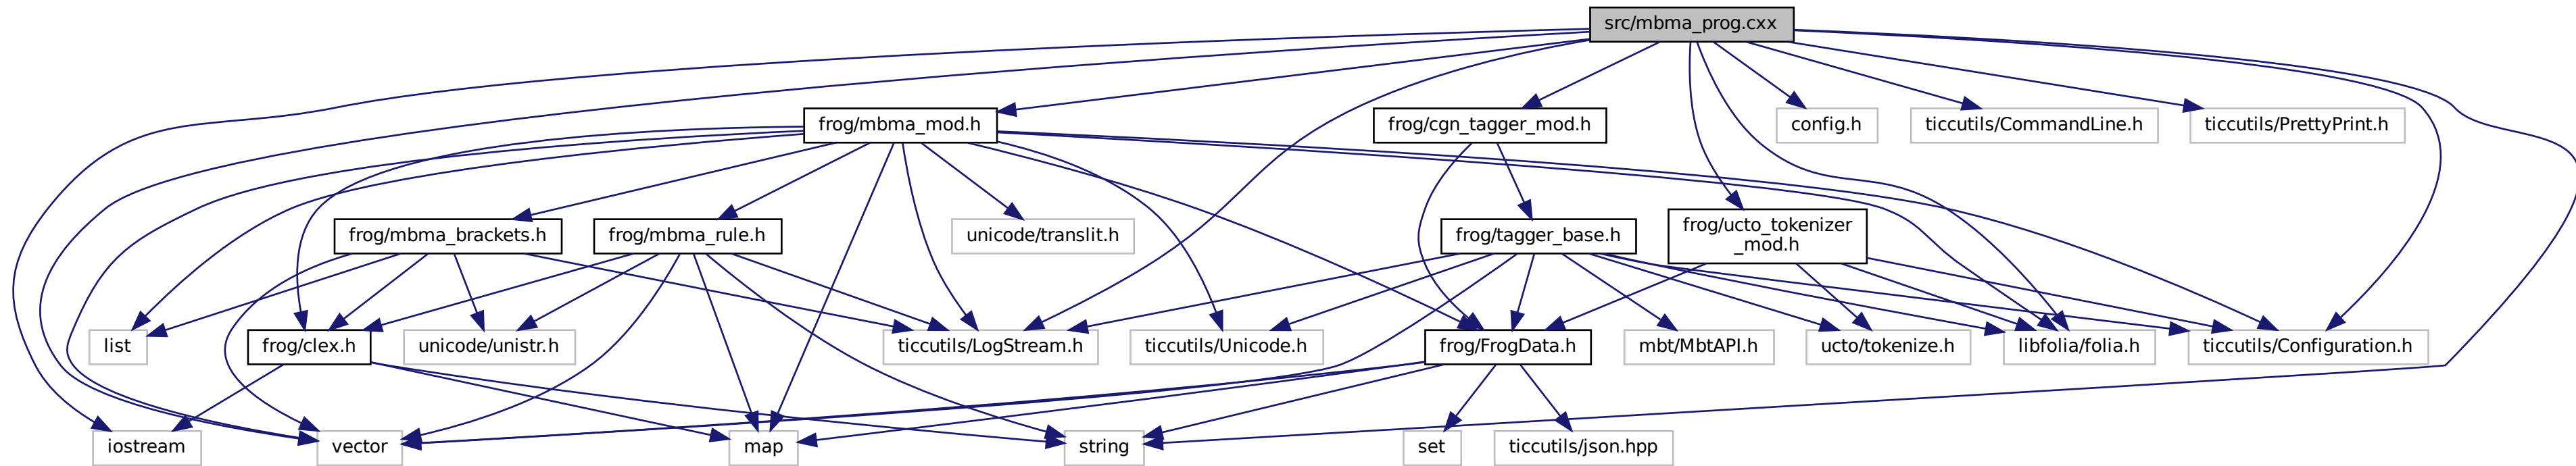 src/mbma_prog.cxx
frog/mbma_mod.h
frog/cgn_tagger_mod.h
config.h
ticcutils/CommandLine.h
ticcutils/PrettyPrint.h
frog/mbma_brackets.h
frog/mbma_rule.h
unicode/translit.h
frog/tagger_base.h
frog/ucto_tokenizer
_mod.h
list
frog/clex.h
unicode/unistr.h
ticcutils/LogStream.h
ticcutils/Unicode.h
frog/FrogData.h
mbt/MbtAPI.h
ucto/tokenize.h
libfolia/folia.h
ticcutils/Configuration.h
iostream
vector
map
string
set
ticcutils/json.hpp